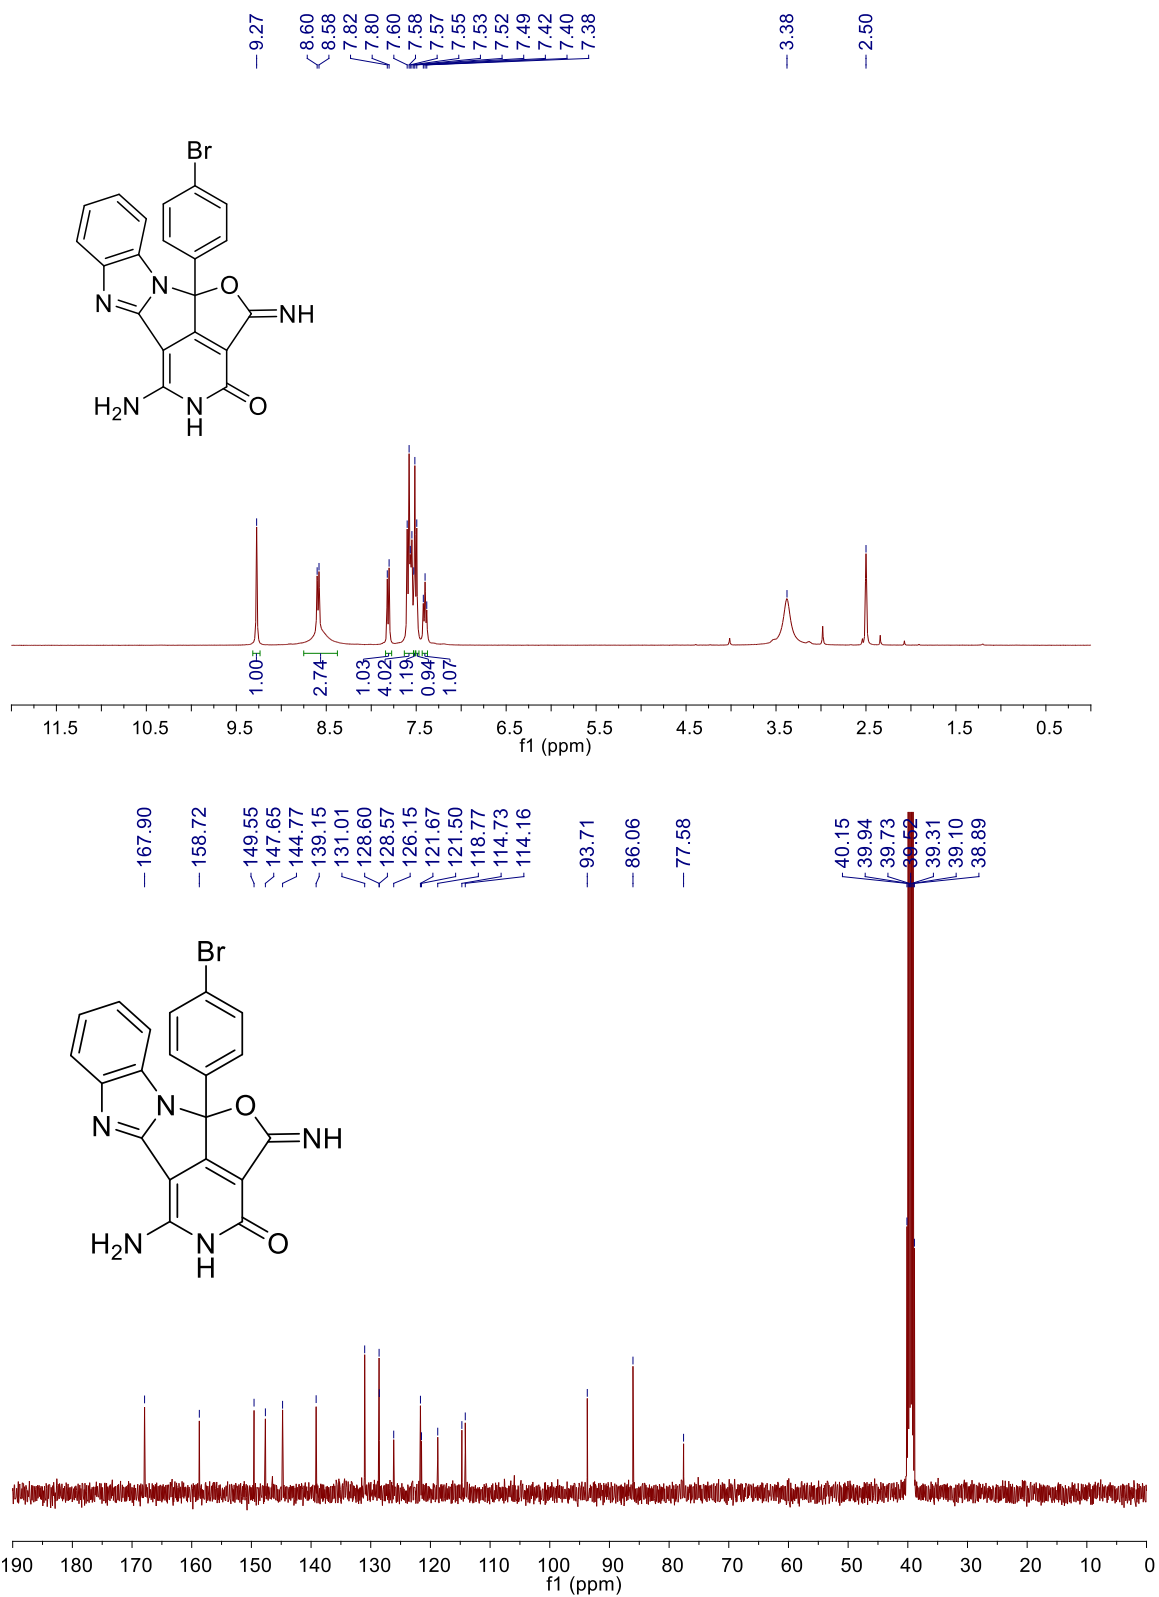 9.27
8.60
8.58
7.82
7.80
7.60
7.58
7.57
7.55
7.53
7.52
7.49
7.42
7.40
7.38
3.38
2.50
Br
N
O
N
NH
H₂N
N
H
O
1.00
2.74
1.03
4.02
1.19
0.94
1.07
11.5 10.5 9.5 8.5 7.5 6.5 5.5 4.5 3.5 2.5 1.5 0.5
f1 (ppm)
167.90
158.72
149.55
147.65
144.77
139.15
131.01
128.60
128.57
126.15
121.67
121.50
118.77
114.73
114.16
93.71
86.06
77.58
40.15
39.94
39.73
39.52
39.31
39.10
38.89
Br
N
O
N
NH
H₂N
N
H
O
190 180 170 160 150 140 130 120 110 100 90 80 70 60 50 40 30 20 10 0
f1 (ppm)